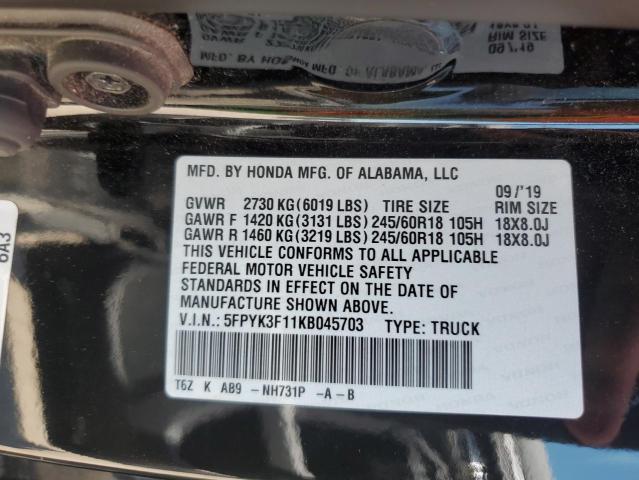 MFD. BY HONDA MFG. OF ALABAMA, LLC 09/'19
GVWR 2730 KG(6019 LBS) TIRE SIZE RIM SIZE
GAWR F 1420 KG(3131 LBS) 245/60R18 105H 18X8.0J
GAWR R 1460 KG(3219 LBS) 245/60R18 105H 18X8.0J
THIS VEHICLE CONFORMS TO ALL APPLICABLE
FEDERAL MOTOR VEHICLE SAFETY
STANDARDS IN EFFECT ON THE DATE OF
MANUFACTURE SHOWN ABOVE.
V.I.N.: 5FPYK3F11KB045703 TYPE: TRUCK
T6Z K AB9 -NH731P -A-B
6A3